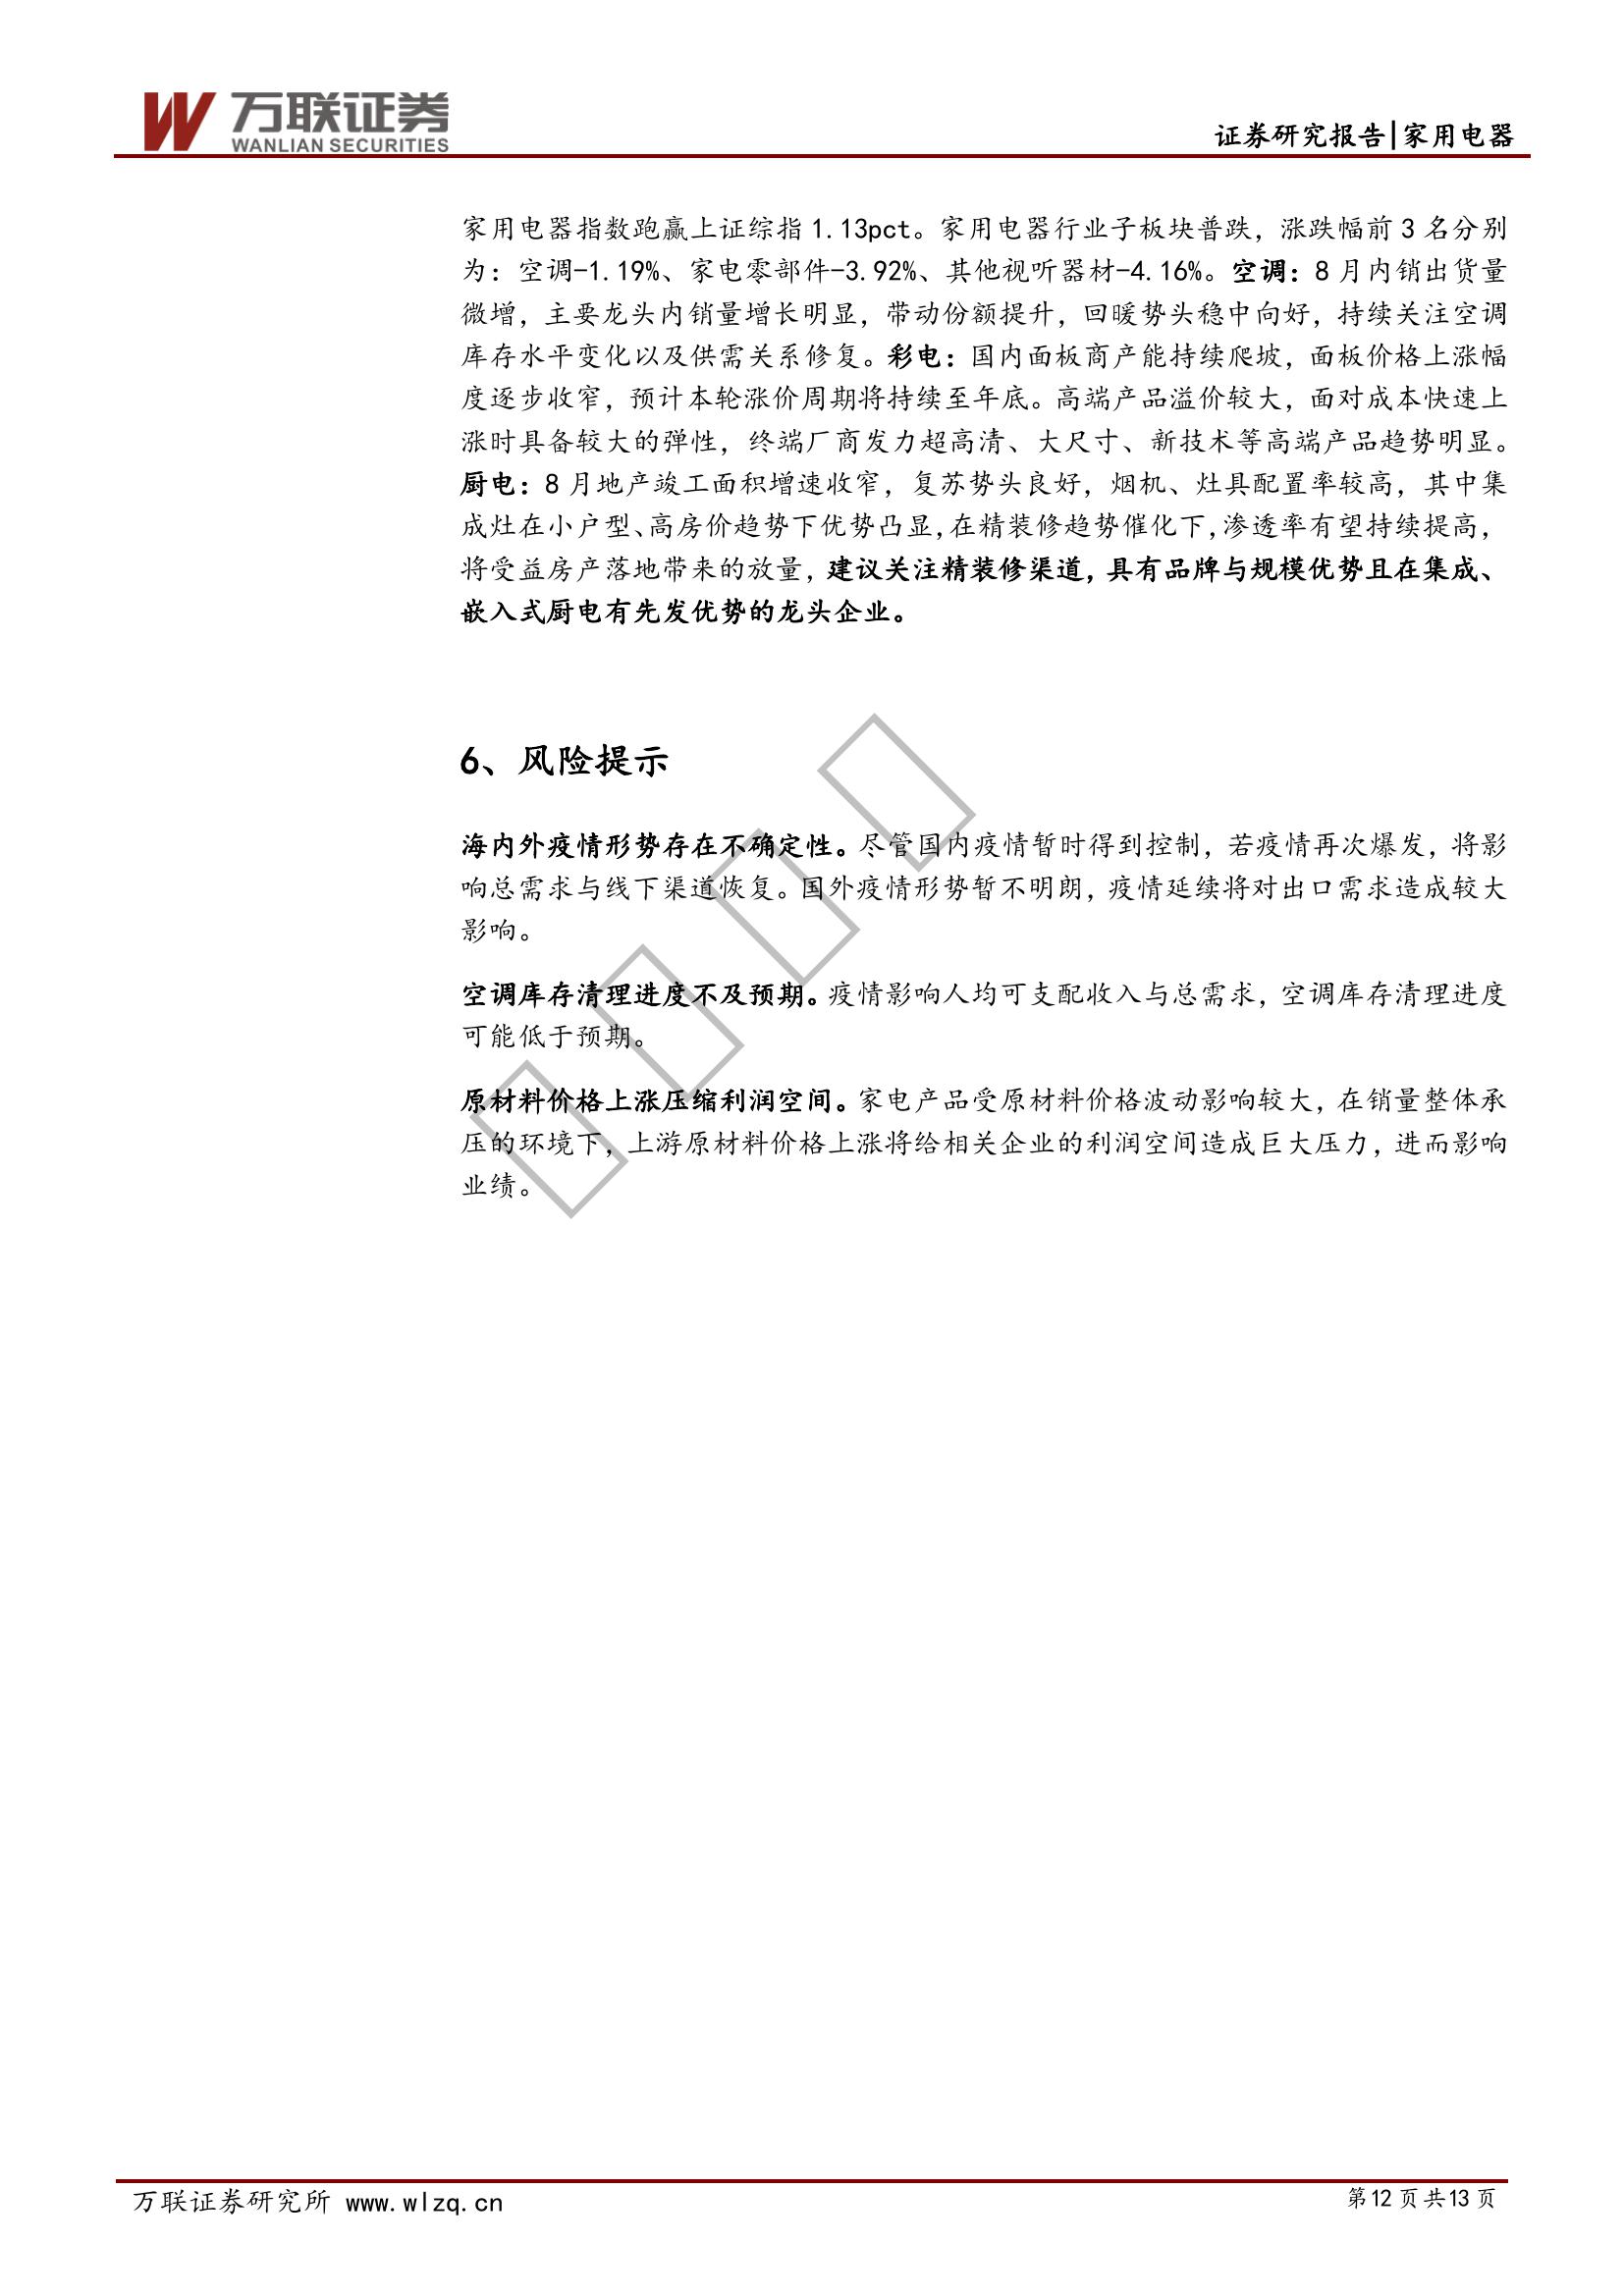 万联证券
WANLIAN SECURITIES
证券研究报告|家用电器
家用电器指数跑赢上证综指 1.13pct。家用电器行业子板块普跌，涨跌幅前 3 名分别
为：空调-1.19%、家电零部件-3.92%、其他视听器材-4.16%。空调：8 月内销出货量
微增，主要龙头内销量增长明显，带动份额提升，回暖势头稳中向好，持续关注空调
库存水平变化以及供需关系修复。彩电：国内面板商产能持续爬坡，面板价格上涨幅
度逐步收窄，预计本轮涨价周期将持续至年底。高端产品溢价较大，面对成本快速上
涨时具备较大的弹性，终端厂商发力超高清、大尺寸、新技术等高端产品趋势明显。
厨电：8 月地产竣工面积增速收窄，复苏势头良好，烟机、灶具配置率较高，其中集
成灶在小户型、高房价趋势下优势凸显，在精装修趋势催化下，渗透率有望持续提高，
将受益房产落地带来的放量，建议关注精装修渠道，具有品牌与规模优势且在集成、
嵌入式厨电有先发优势的龙头企业。
6、风险提示
海内外疫情形势存在不确定性。尽管国内疫情暂时得到控制，若疫情再次爆发，将影
响总需求与线下渠道恢复。国外疫情形势暂不明朗，疫情延续将对出口需求造成较大
影响。
空调库存清理进度不及预期。疫情影响人均可支配收入与总需求，空调库存清理进度
可能低于预期。
原材料价格上涨压缩利润空间。家电产品受原材料价格波动影响较大，在销量整体承
压的环境下，上游原材料价格上涨将给相关企业的利润空间造成巨大压力，进而影响
业绩。
万联证券研究所 www.wlzq.cn
第12 页 共13 页